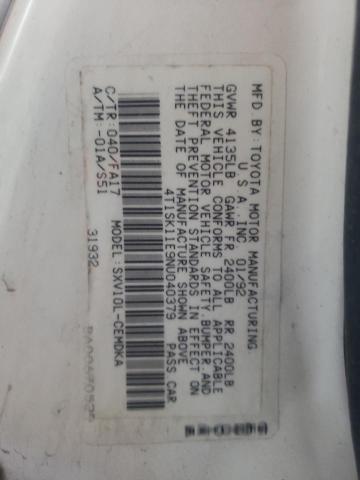 MFD BY: TOYOTA MOTOR MANUFACTURING
U S A, INC 01/92
GVWR 4135LB GAWR FR 2400LB RR 2400LB
THIS VEHICLE CONFORMS TO ALL APPLICABLE
FEDERAL MOTOR VEHICLE SAFETY, BUMPER, AND
THEFT PREVENTION STANDARDS IN EFFECT ON
THE DATE OF MANUFACTURE SHOWN ABOVE.
4T1SK11E9NU040379 PASS CAR
C/TR: 040/FA17 MODEL: SXV10L-CEMDKA
A/TM: -01A/S51
31932